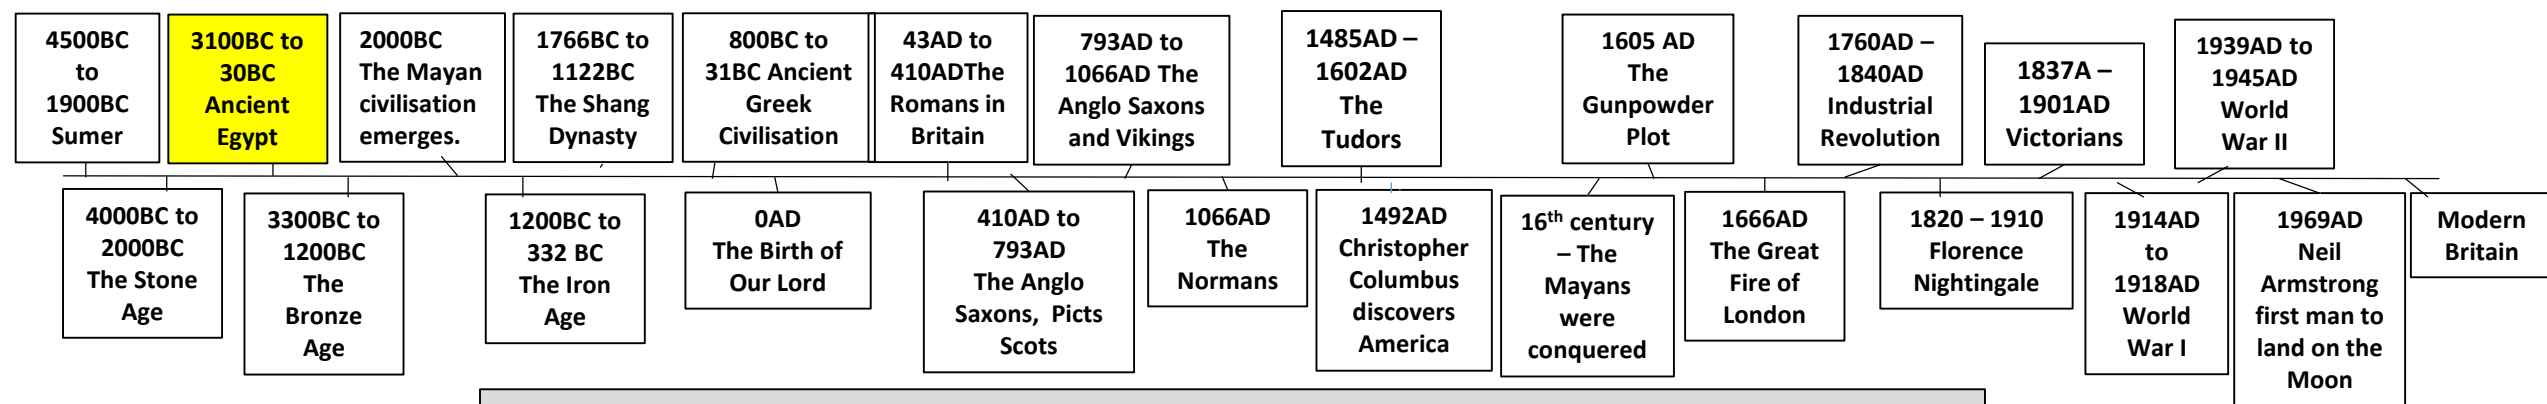 4500BC
to
1900BC
Sumer
3100BC to
30BC
Ancient
Egypt
2000BC
The Mayan
civilisation
emerges.
1766BC to
1122BC
The Shang
Dynasty
800BC to
31BC Ancient
Greek
Civilisation
43AD to
410ADThe
Romans in
Britain
793AD to
1066AD The
Anglo Saxons
and Vikings
1485AD –
1602AD
The
Tudors
1605 AD
The
Gunpowder
Plot
1760AD –
1840AD
Industrial
Revolution
1837A –
1901AD
Victorians
1939AD to
1945AD
World
War II
4000BC to
2000BC
The Stone
Age
3300BC to
1200BC
The
Bronze
Age
1200BC to
332 BC
The Iron
Age
0AD
The Birth of
Our Lord
410AD to
793AD
The Anglo
Saxons, Picts
Scots
1066AD
The
Normans
1492AD
Christopher
Columbus
discovers
America
16th century
– The
Mayans
were
conquered
1666AD
The Great
Fire of
London
1820 – 1910
Florence
Nightingale
1914AD
to
1918AD
World
War I
1969AD
Neil
Armstrong
first man to
land on the
Moon
Modern
Britain